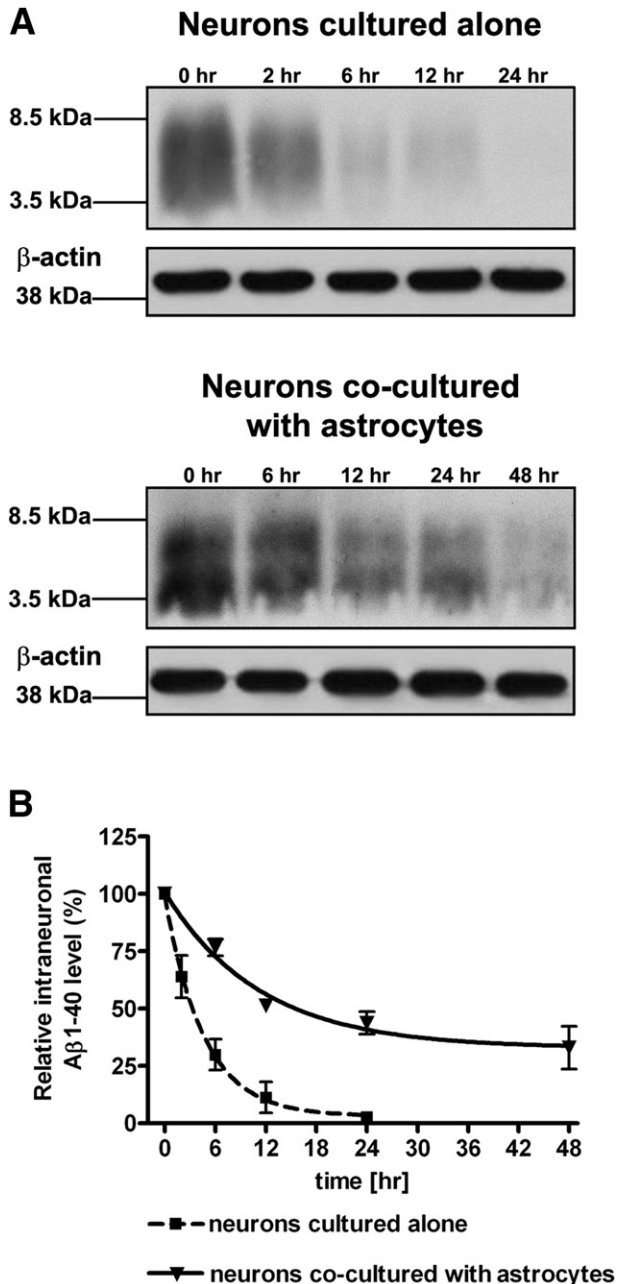 A
Neurons cultured alone
0 hr 2 hr 6 hr 12 hr 24 hr
8.5 kDa
3.5 kDa
β-actin
38 kDa
Neurons co-cultured
with astrocytes
0 hr 6 hr 12 hr 24 hr 48 hr
8.5 kDa
3.5 kDa
β-actin
38 kDa
B
Relative intraneuronal
Aβ1-40 level (%)
125
100
75
50
25
0
0 6 12 18 24 30 36 42 48
time [hr]
neurons cultured alone
neurons co-cultured with astrocytes